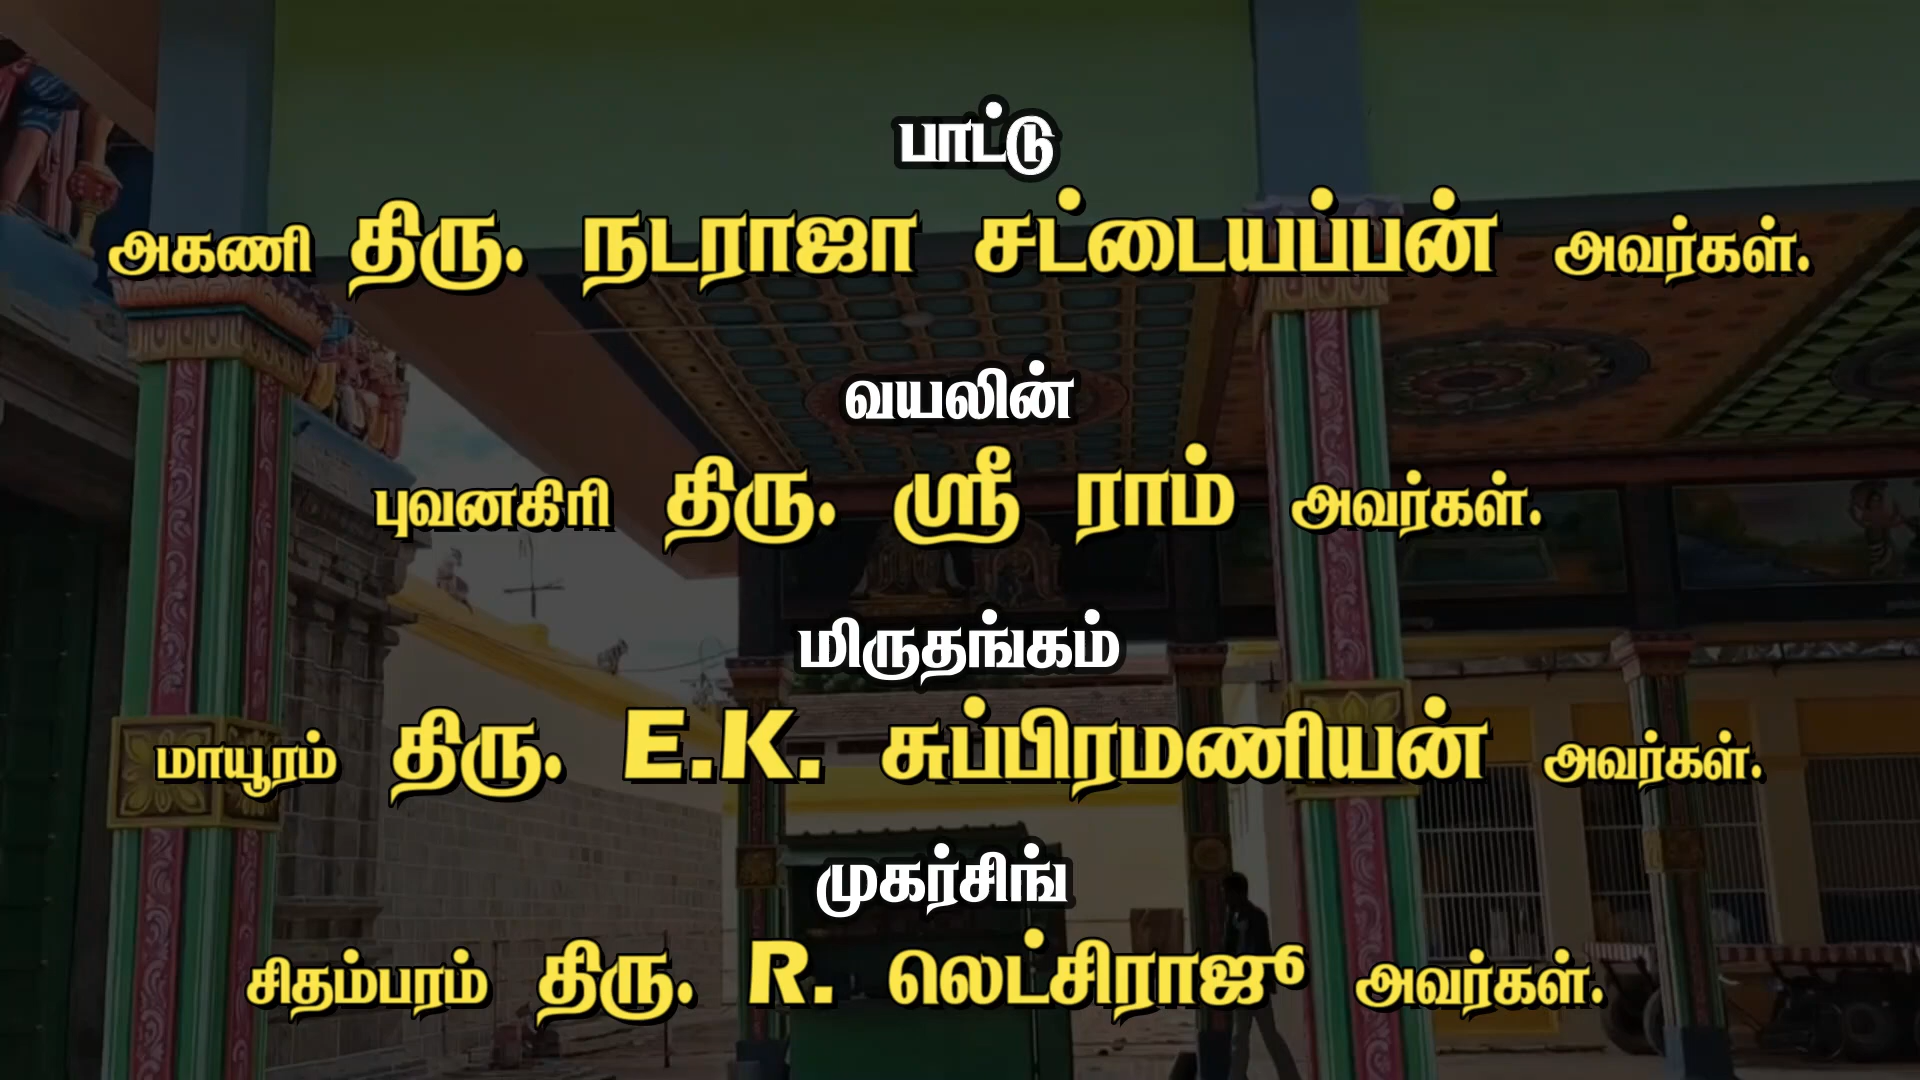 பாட்டு
அகணி திரு. நடராஜா சட்டையப்பன் அவர்கள்.
வயலின்
புவனகிரி திரு. ஸ்ரீ ராம் அவர்கள்.
மிருதங்கம்
மாயூரம் திரு. E.K. சுப்பிரமணியன் அவர்கள்.
முகர்சிங்
சிதம்பரம் திரு. R. லெட்சிராஜூ அவர்கள்.